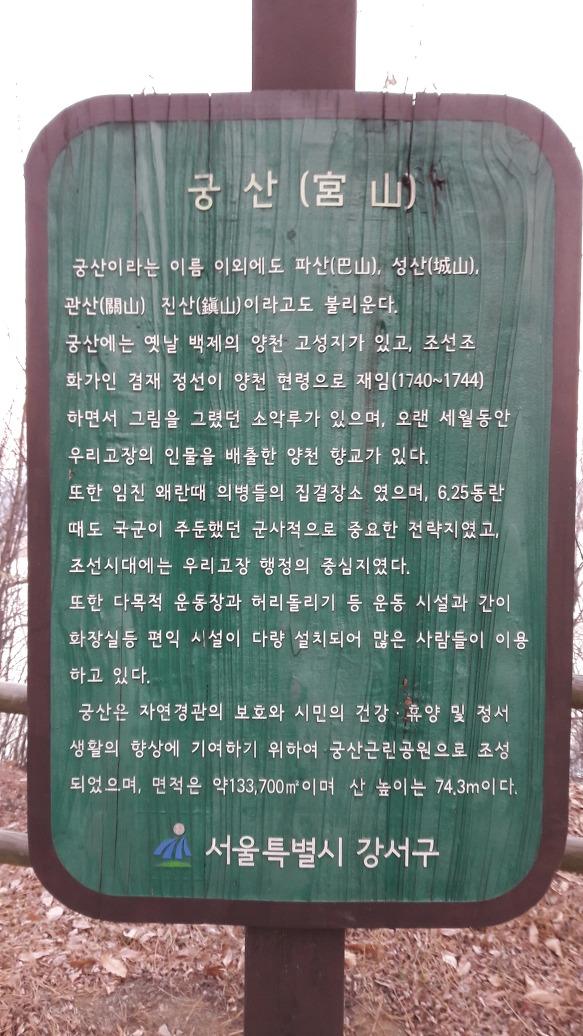 궁 산 (宮 山)
궁산이라는 이름 이외에도 파산(巴山), 성산(城山),
관산(關山) 진산(鎭山)이라고도 불리운다.
궁산에는 옛날 백제의 양천 고성지가 있고, 조선조
화가인 겸재 정선이 양천 현령으로 재임(1740~1744)
하면서 그림을 그렸던 소악루가 있으며, 오랜 세월동안
우리고장의 인물을 배출한 양천 향교가 있다.
또한 임진 왜란때 의병들의 집결장소 였으며, 6.25동란
때도 국군이 주둔했던 군사적으로 중요한 전략지였고,
조선시대에는 우리고장 행정의 중심지였다.
또한 다목적 운동장과 허리돌리기 등 운동 시설과 간이
화장실등 편익 시설이 다량 설치되어 많은 사람들이 이용
하고 있다.
궁산은 자연경관의 보호와 시민의 건강·휴양 및 정서
생활의 향상에 기여하기 위하여 궁산근린공원으로 조성
되었으며, 면적은 약133,700㎡이며 산 높이는 74.3m이다.
서울특별시 강서구